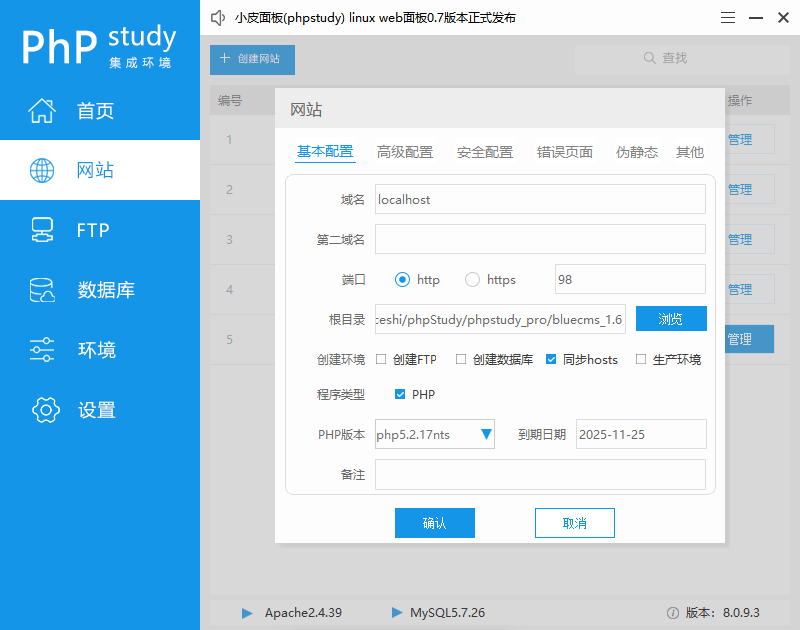 小皮面板(phpstudy) linux web面板0.7版本正式发布
PhP study
集成环境
首页
网站
FTP
数据库
环境
设置
创建网站
查找
编号
操作
1
管理
2
管理
3
管理
4
管理
5
管理
网站
基本配置 高级配置 安全配置 错误页面 伪静态 其他
域名 localhost
第二域名
端口 http https 98
根目录 ceshi/phpStudy/phpstudy_pro/bluecms_1.6 浏览
创建环境 创建FTP 创建数据库 同步hosts 生产环境
程序类型 PHP
PHP版本 php5.2.17nts 到期日期 2025-11-25
备注
确认 取消
Apache2.4.39 MySQL5.7.26 版本: 8.0.9.3